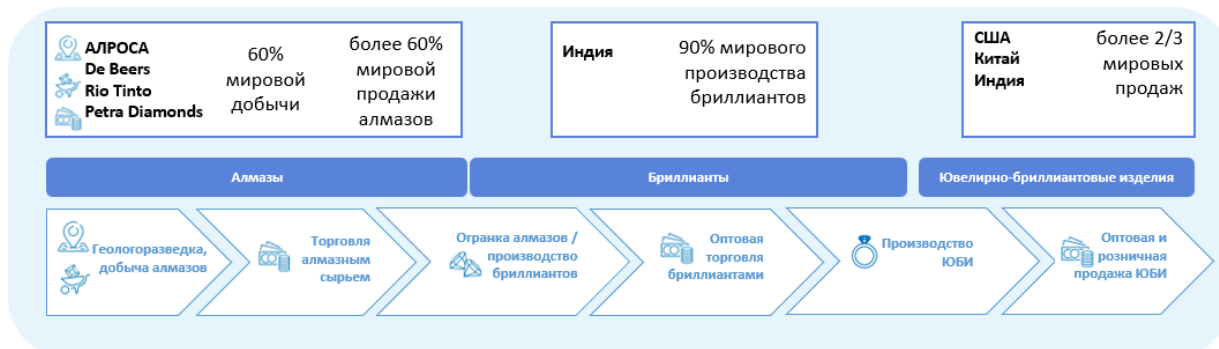 АЛРОСА
De Beers
Rio Tinto
Petra Diamonds
60%
мировой
добычи
более 60%
мировой
продажи
алмазов
Индия
90% мирового
производства
бриллиантов
США
Китай
Индия
более 2/3
мировых
продаж
Алмазы
Бриллианты
Ювелирно-бриллиантовые изделия
Геологоразведка,
добыча алмазов
Торговля
алмазным
сырьем
Огранка алмазов /
производство
бриллиантов
Оптовая
торговля
бриллиантами
Производство
ЮБИ
Оптовая и
розничная
продажа ЮБИ